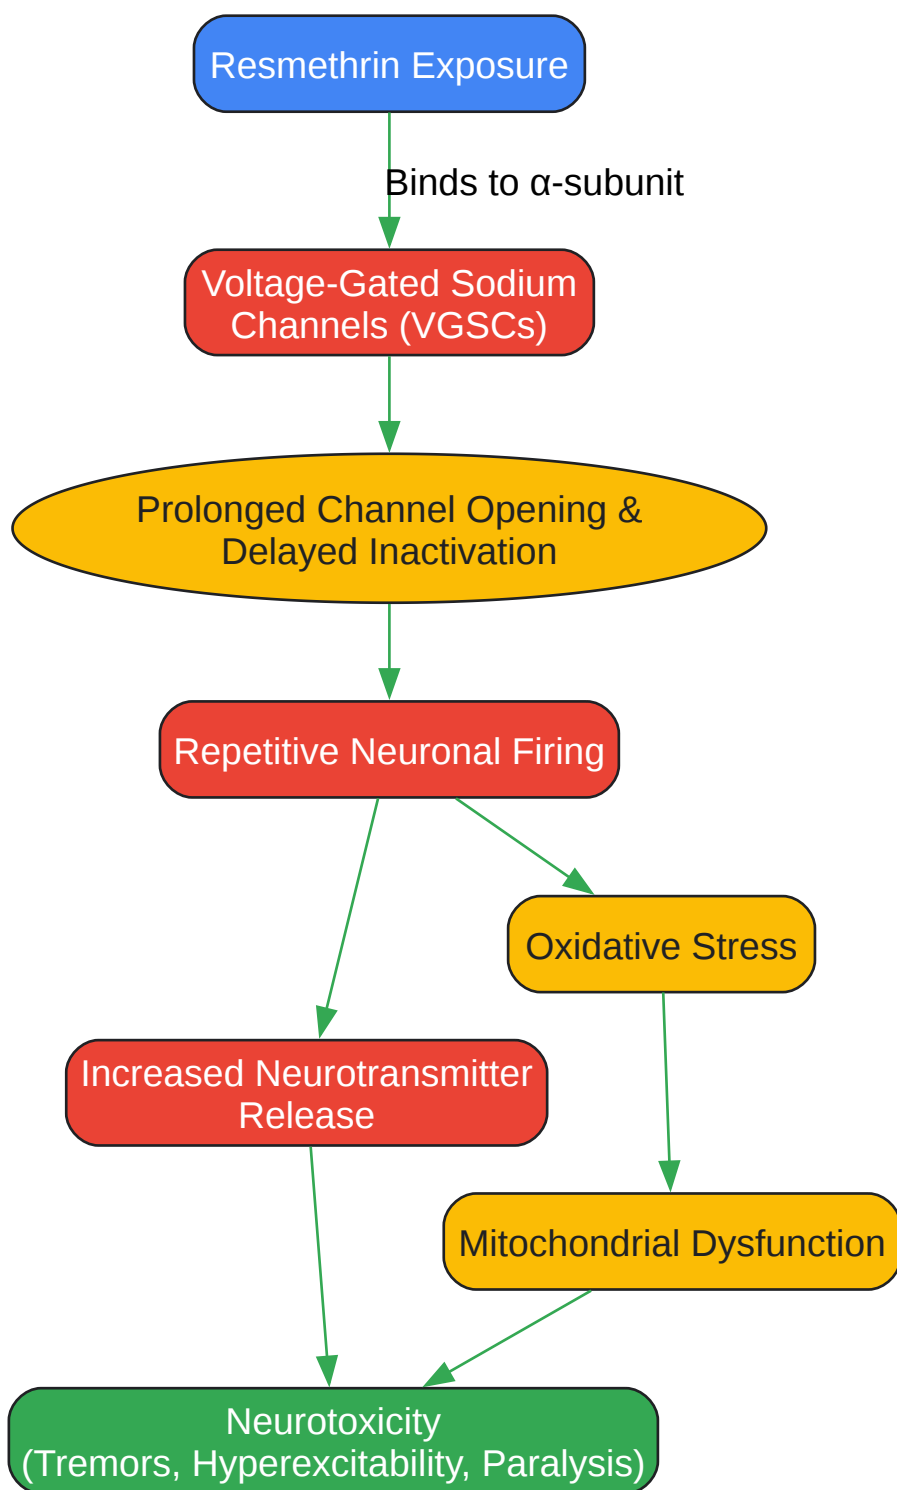 Resmethrin Exposure
Binds to α-subunit
Voltage-Gated Sodium
Channels (VGSCs)
Prolonged Channel Opening &
Delayed Inactivation
Repetitive Neuronal Firing
Oxidative Stress
Increased Neurotransmitter
Release
Mitochondrial Dysfunction
Neurotoxicity
(Tremors, Hyperexcitability, Paralysis)